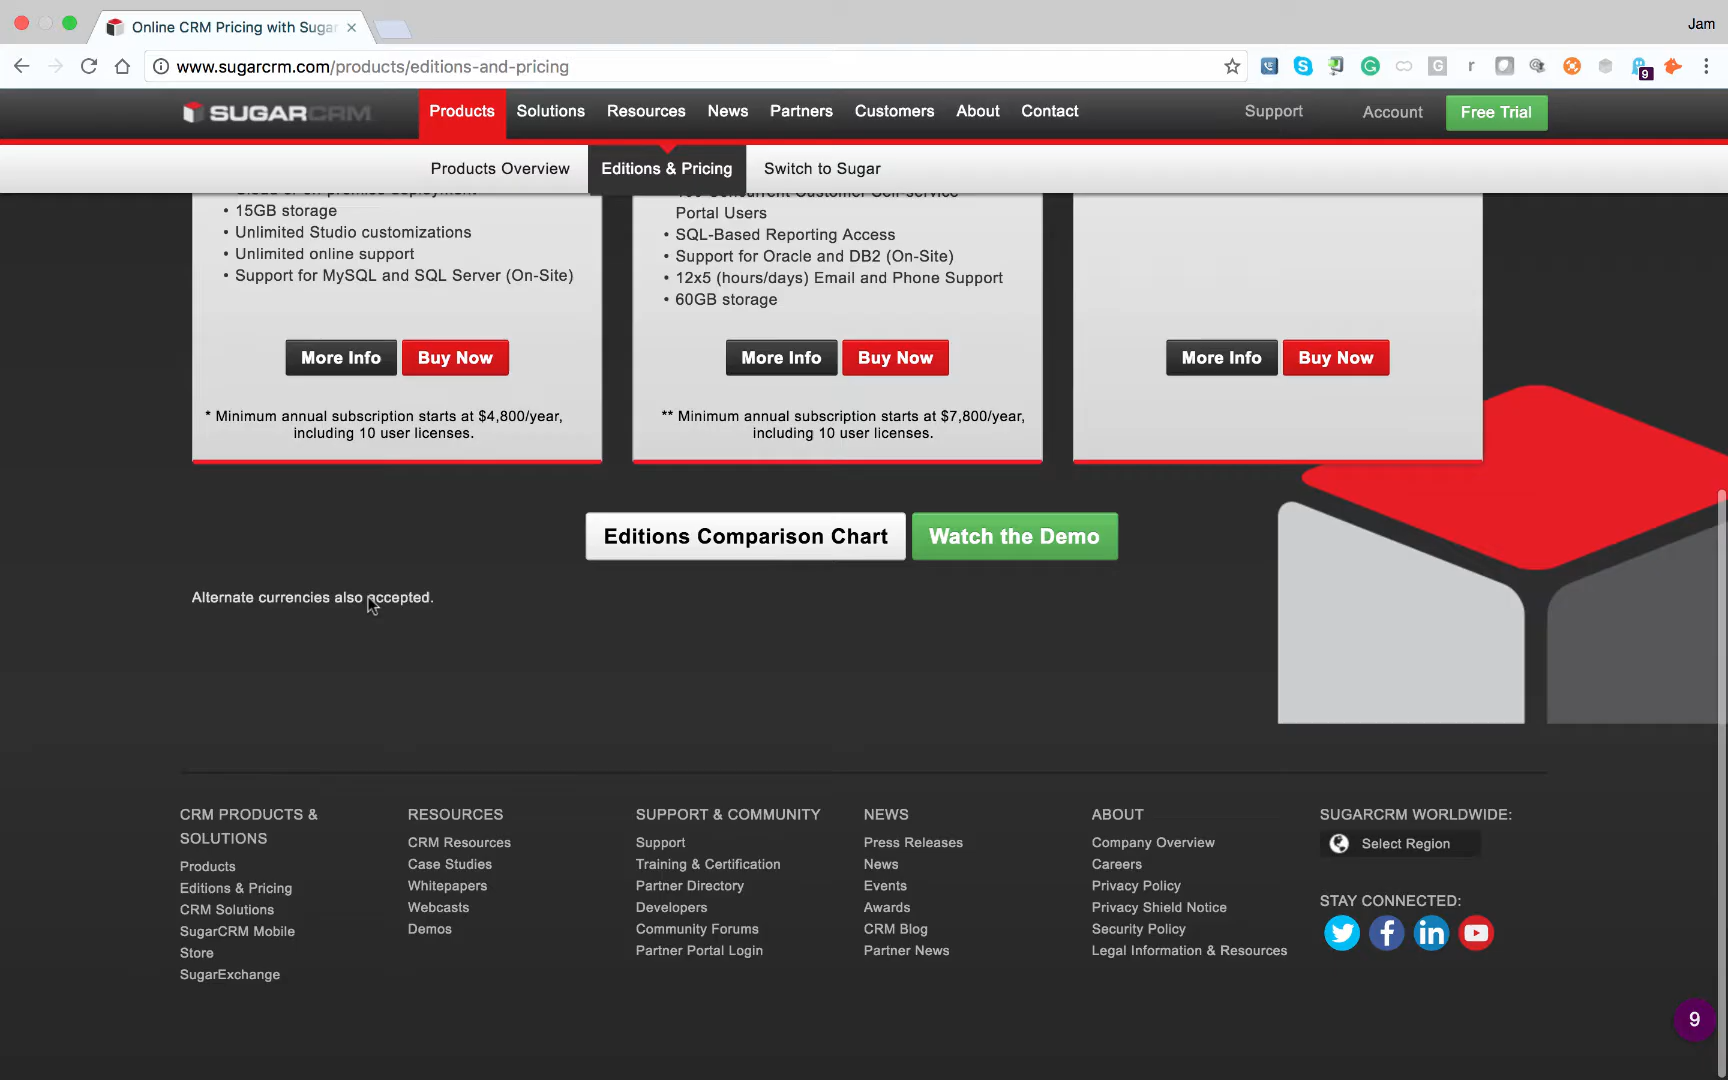 Online CRM Pricing with Sugar
Jam
www.sugarcrm.com/products/editions-and-pricing
G
r
9
SUGARCRM
Products
Solutions
Resources
News
Partners
Customers
About
Contact
Support
Account
Free Trial
Products Overview
Editions & Pricing
Switch to Sugar
• 15GB storage
• Unlimited Studio customizations
• Unlimited online support
• Support for MySQL and SQL Server (On-Site)
More Info
Buy Now
* Minimum annual subscription starts at $4,800/year,
including 10 user licenses.
Portal Users
• SQL-Based Reporting Access
• Support for Oracle and DB2 (On-Site)
• 12x5 (hours/days) Email and Phone Support
• 60GB storage
More Info
Buy Now
** Minimum annual subscription starts at $7,800/year,
including 10 user licenses.
More Info
Buy Now
Editions Comparison Chart
Watch the Demo
Alternate currencies also accepted.
CRM PRODUCTS &
SOLUTIONS
Products
Editions & Pricing
CRM Solutions
SugarCRM Mobile
Store
SugarExchange
RESOURCES
CRM Resources
Case Studies
Whitepapers
Webcasts
Demos
SUPPORT & COMMUNITY
Support
Training & Certification
Partner Directory
Developers
Community Forums
Partner Portal Login
NEWS
Press Releases
News
Events
Awards
CRM Blog
Partner News
ABOUT
Company Overview
Careers
Privacy Policy
Privacy Shield Notice
Security Policy
Legal Information & Resources
SUGARCRM WORLDWIDE:
Select Region
STAY CONNECTED:
9